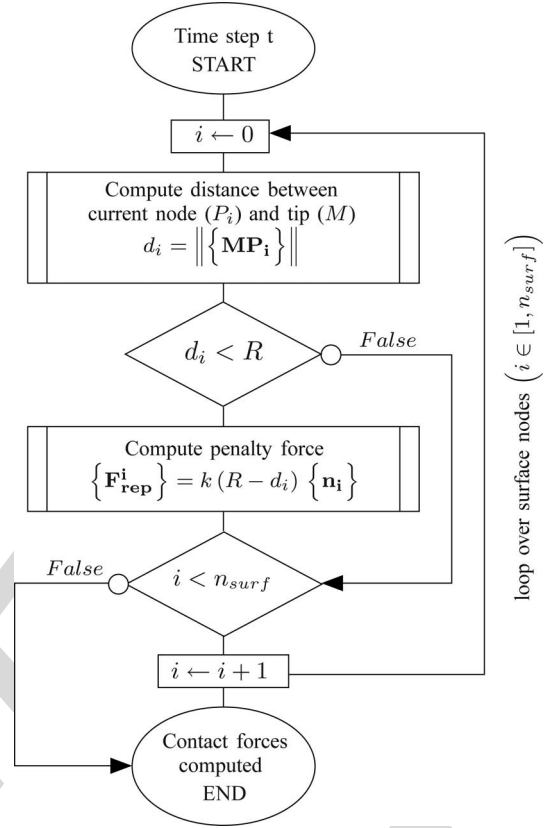 Time step t
START
i ← 0
Compute distance between
current node (P_i) and tip (M)
d_i = ‖{MP_i}‖
d_i < R
False
Compute penalty force
{F^i_rep} = k (R − d_i) {n_i}
False
i < n_surf
i ← i + 1
Contact forces
computed
END
loop over surface nodes (i ∈ [1, n_surf])